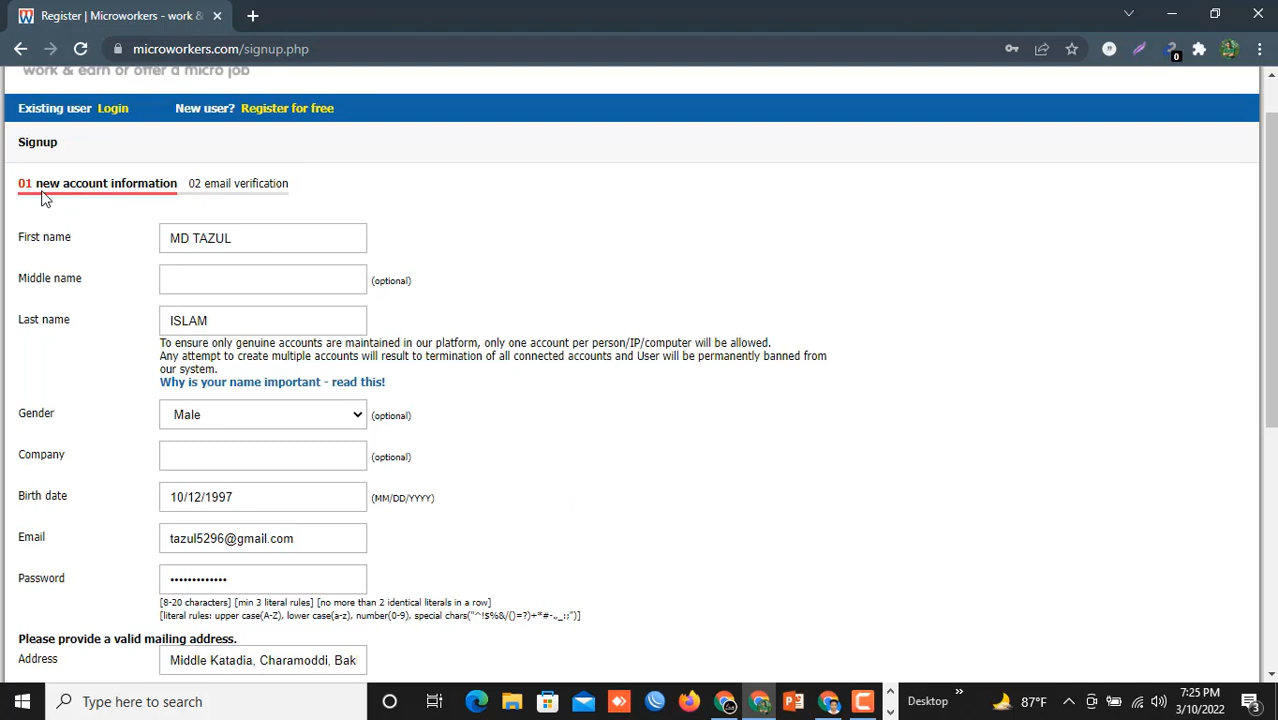 Register | Microworkers - work &
microworkers.com/signup.php
0
work & earn or offer a micro job
Existing user Login New user? Register for free
Signup
01 new account information 02 email verification
First name MD TAZUL
Middle name (optional)
Last name ISLAM
To ensure only genuine accounts are maintained in our platform, only one account per person/IP/computer will be allowed.
Any attempt to create multiple accounts will result to termination of all connected accounts and User will be permanently banned from
our system.
Why is your name important - read this!
Gender Male (optional)
Company (optional)
Birth date 10/12/1997 (MM/DD/YYYY)
Email tazul5296@gmail.com
Password •••••••••••••
[8-20 characters] [min 3 literal rules] [no more than 2 identical literals in a row]
Please provide a valid mailing address.
Address Middle Katadia, Charamoddi, Bak
Type here to search Desktop 87°F 7:25 PM
3/10/2022 3